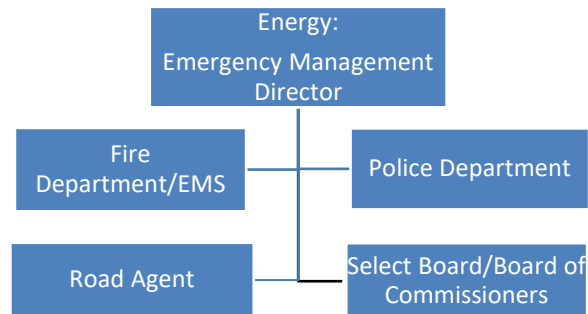 Energy:
Emergency Management
Director
Fire
Department/EMS
Police Department
Road Agent
Select Board/Board of
Commissioners